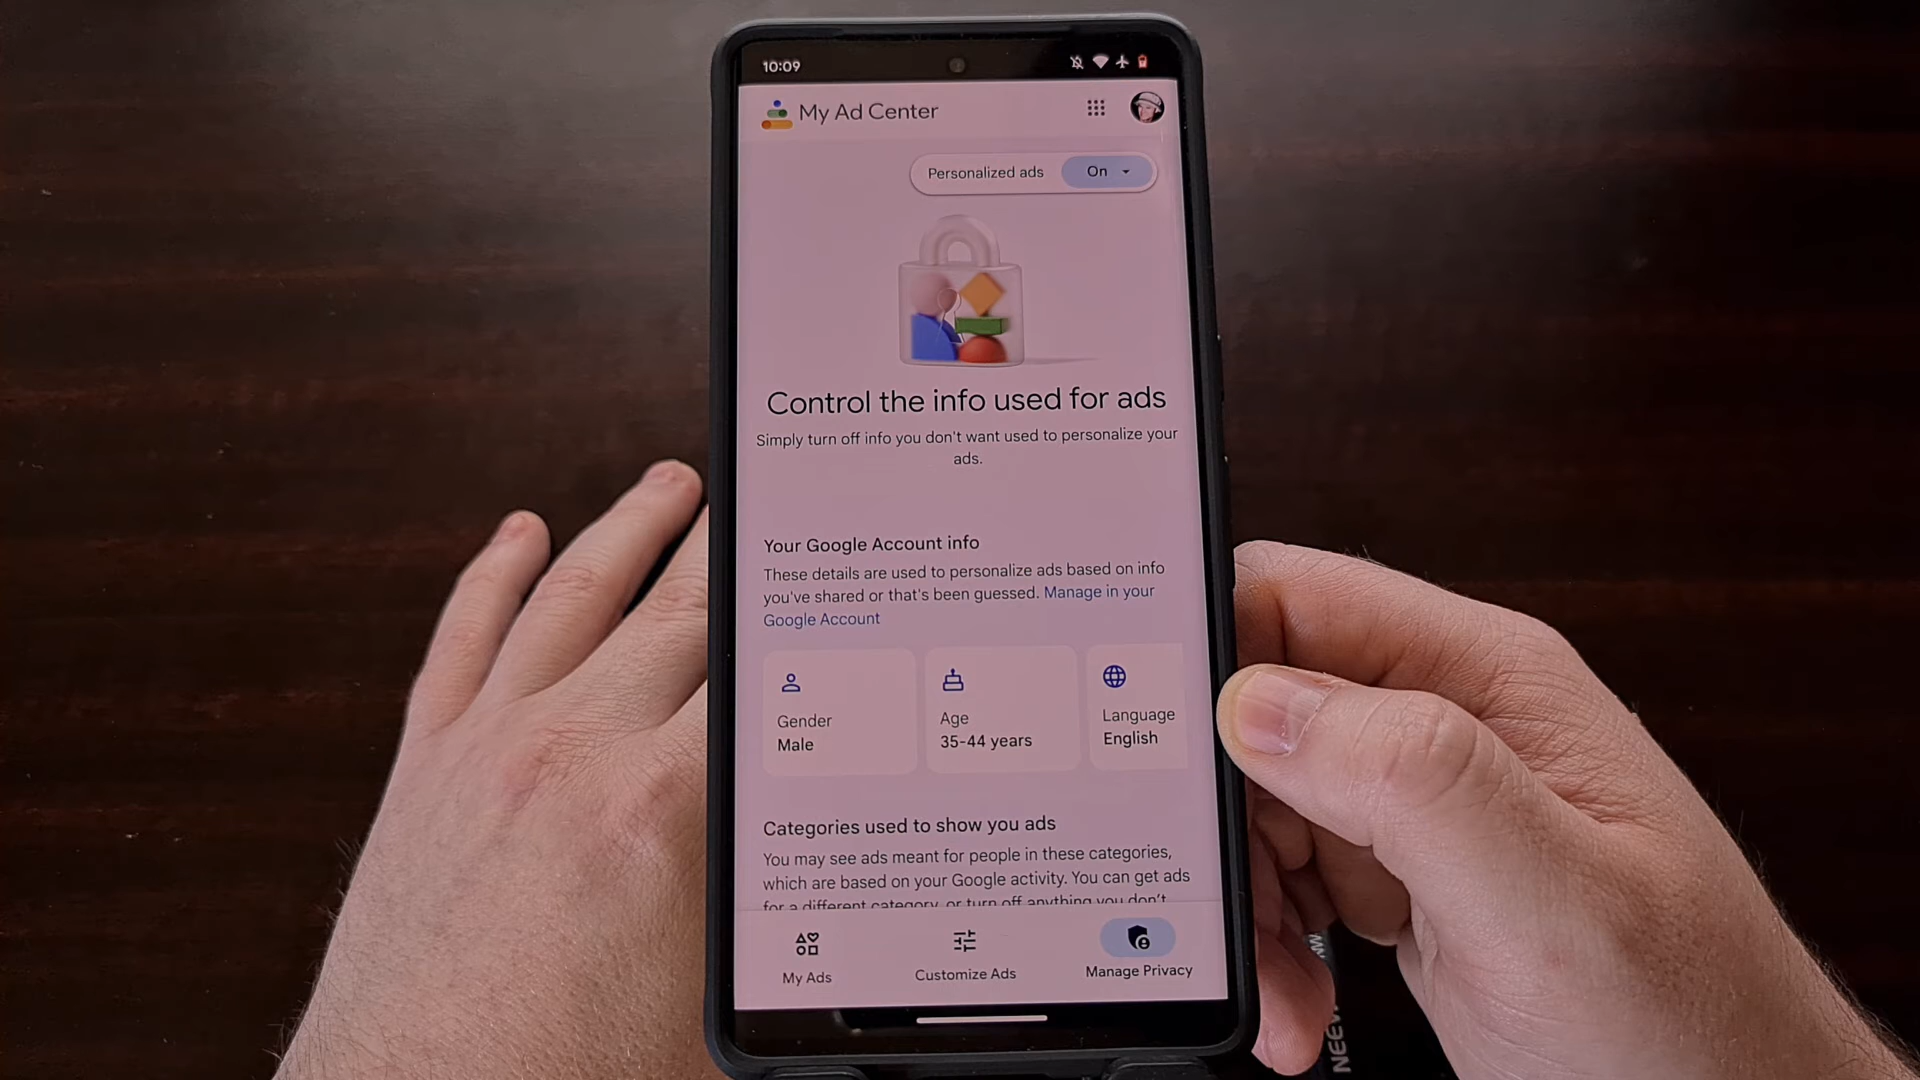 10:09
My Ad Center
Personalized ads On
Control the info used for ads
Simply turn off info you don't want used to personalize your
ads.
Your Google Account info
These details are used to personalize ads based on info
you've shared or that's been guessed. Manage in your
Google Account
Gender
Male
Age
35-44 years
Language
English
Categories used to show you ads
You may see ads meant for people in these categories,
which are based on your Google activity. You can get ads
for a different category, or turn off anything you don't
My Ads
Customize Ads
Manage Privacy